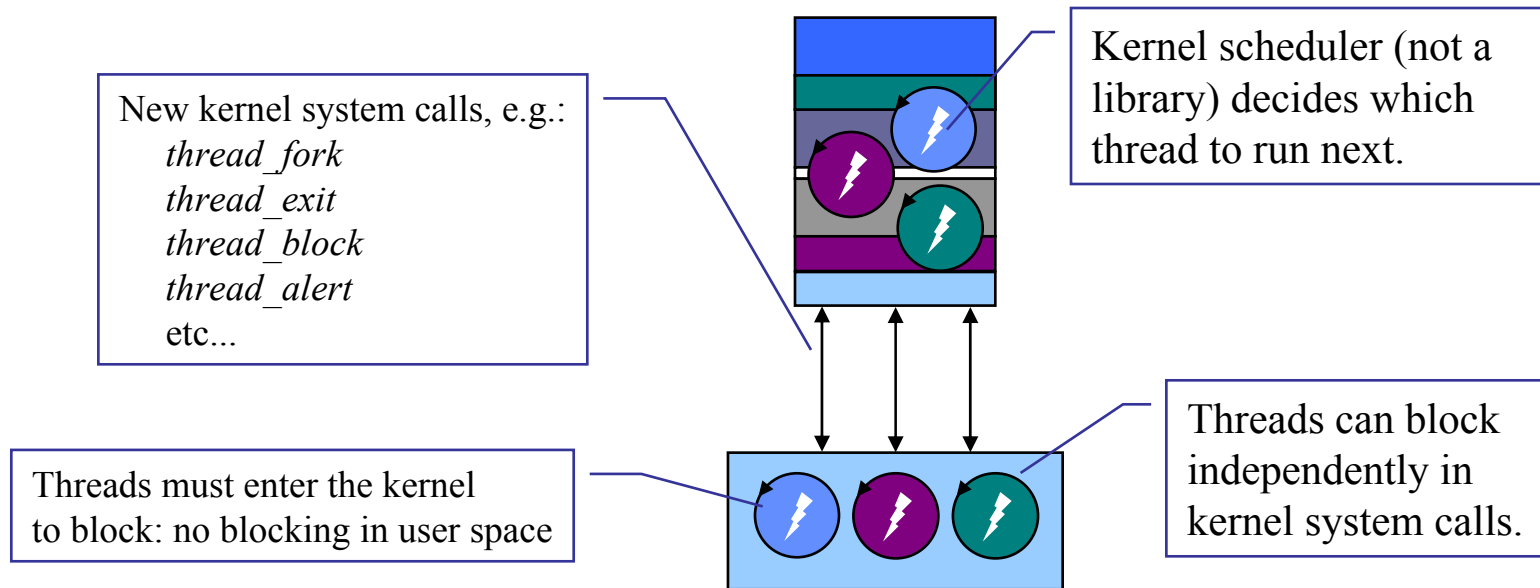 New kernel system calls, e.g.:
thread_fork
thread_exit
thread_block
thread_alert
etc...
Kernel scheduler (not a
library) decides which
thread to run next.
Threads must enter the kernel
to block: no blocking in user space
Threads can block
independently in
kernel system calls.